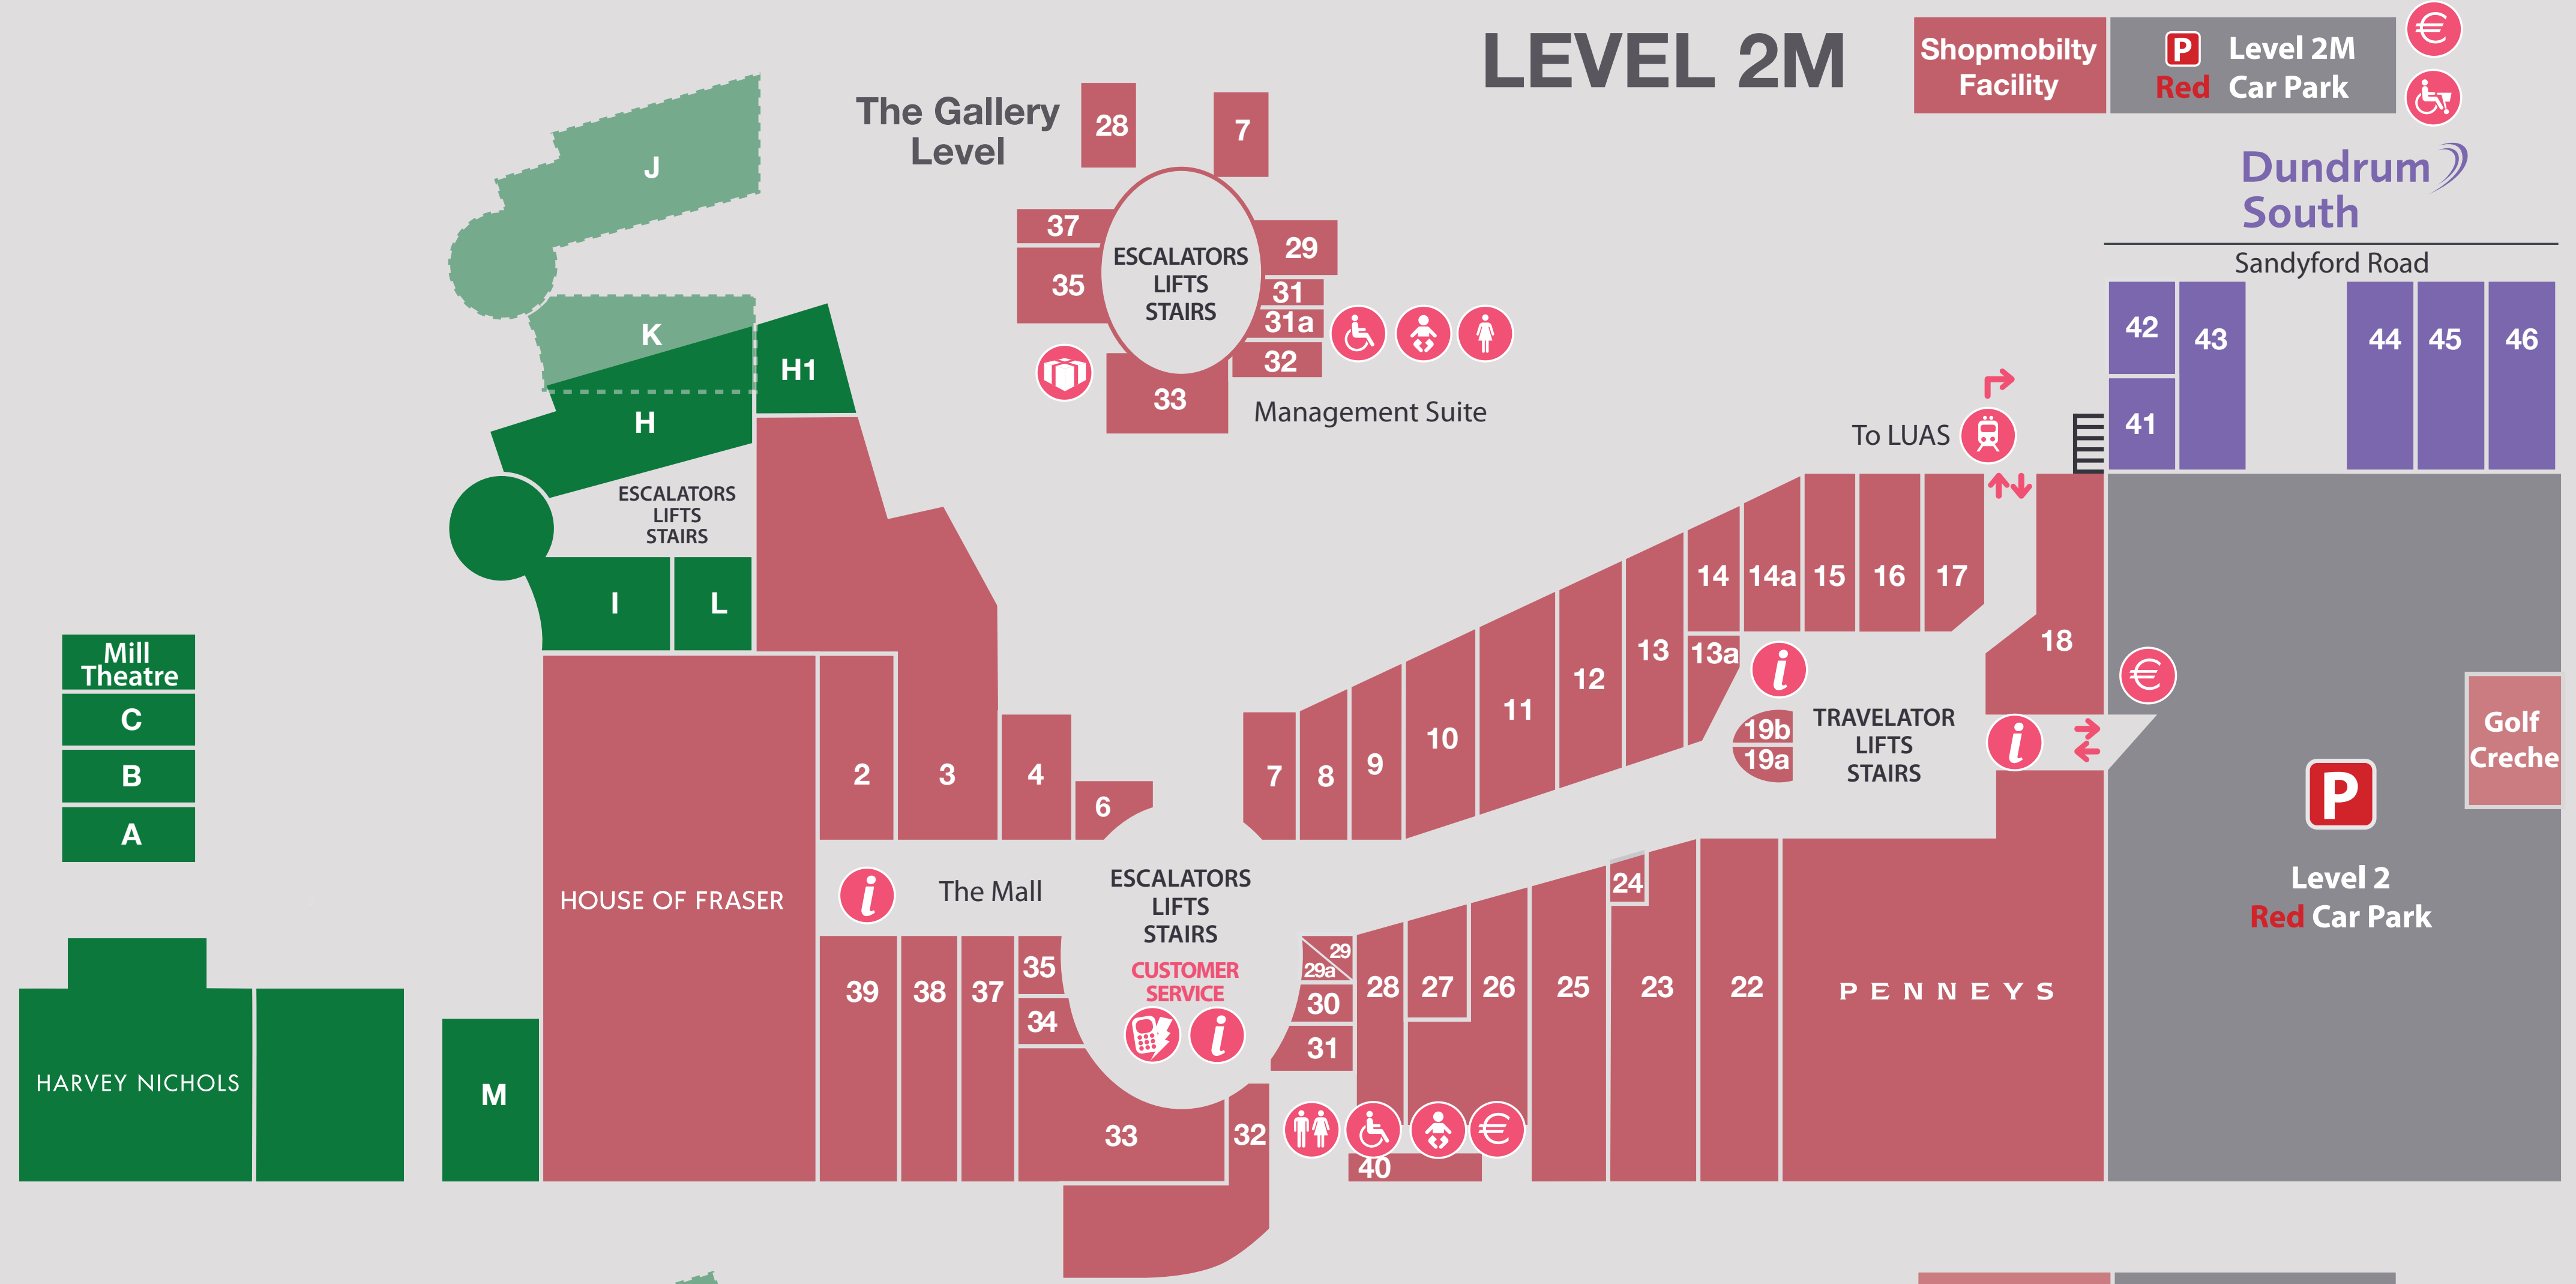 LEVEL 2M
Shopmobilty
Facility
P Level 2M
Red Car Park
€
Dundrum
South
Sandyford Road
The Gallery
Level
28
7
37
35
29
31
31a
32
33
ESCALATORS
LIFTS
STAIRS
Management Suite
J
K
H1
H
ESCALATORS
LIFTS
STAIRS
I
L
To LUAS
42
43
44
45
46
41
Mill
Theatre
C
B
A
HARVEY NICHOLS
M
HOUSE OF FRASER
2
3
4
6
7
8
9
10
11
12
13
14
14a
15
16
17
13a
i
18
€
19b
19a
TRAVELATOR
LIFTS
STAIRS
i
Golf
Creche
P
Level 2
Red Car Park
i
The Mall
ESCALATORS
LIFTS
STAIRS
CUSTOMER
SERVICE
i
39
38
37
35
34
33
32
29
29a
30
31
28
27
26
25
24
23
22
PENNEYS
€
40